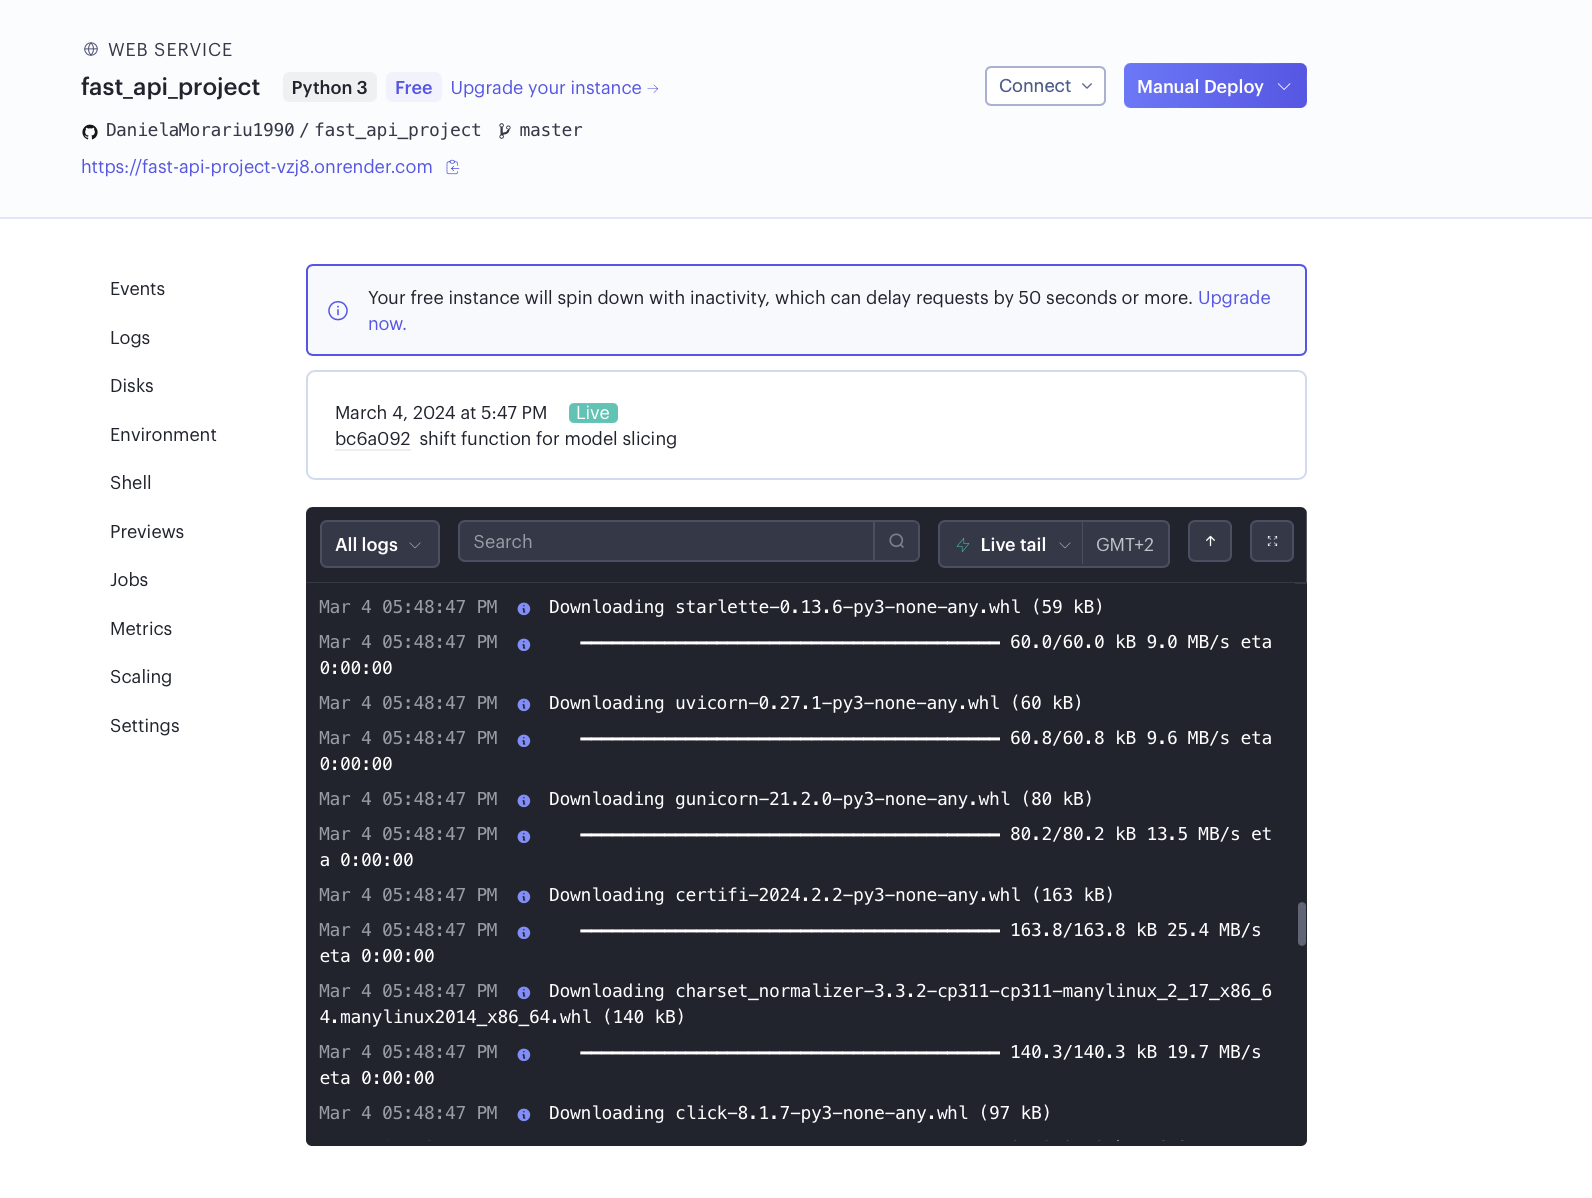 WEB SERVICE
fast_api_project Python 3 Free Upgrade your instance →
Connect
Manual Deploy
DanielaMorariu1990 / fast_api_project master
https://fast-api-project-vzj8.onrender.com
Events
Logs
Disks
Environment
Shell
Previews
Jobs
Metrics
Scaling
Settings
Your free instance will spin down with inactivity, which can delay requests by 50 seconds or more. Upgrade
now.
March 4, 2024 at 5:47 PM Live
bc6a092 shift function for model slicing
All logs Search Live tail GMT+2
Mar 4 05:48:47 PM Downloading starlette-0.13.6-py3-none-any.whl (59 kB)
Mar 4 05:48:47 PM ━━━━━━━━━━━━━━━━━━━━━━━━━━━━━━━━━━━━━━━━ 60.0/60.0 kB 9.0 MB/s eta
0:00:00
Mar 4 05:48:47 PM Downloading uvicorn-0.27.1-py3-none-any.whl (60 kB)
Mar 4 05:48:47 PM ━━━━━━━━━━━━━━━━━━━━━━━━━━━━━━━━━━━━━━━━ 60.8/60.8 kB 9.6 MB/s eta
0:00:00
Mar 4 05:48:47 PM Downloading gunicorn-21.2.0-py3-none-any.whl (80 kB)
Mar 4 05:48:47 PM ━━━━━━━━━━━━━━━━━━━━━━━━━━━━━━━━━━━━━━━━ 80.2/80.2 kB 13.5 MB/s et
a 0:00:00
Mar 4 05:48:47 PM Downloading certifi-2024.2.2-py3-none-any.whl (163 kB)
Mar 4 05:48:47 PM ━━━━━━━━━━━━━━━━━━━━━━━━━━━━━━━━━━━━━━━━ 163.8/163.8 kB 25.4 MB/s
eta 0:00:00
Mar 4 05:48:47 PM Downloading charset_normalizer-3.3.2-cp311-cp311-manylinux_2_17_x86_6
4.manylinux2014_x86_64.whl (140 kB)
Mar 4 05:48:47 PM ━━━━━━━━━━━━━━━━━━━━━━━━━━━━━━━━━━━━━━━━ 140.3/140.3 kB 19.7 MB/s
eta 0:00:00
Mar 4 05:48:47 PM Downloading click-8.1.7-py3-none-any.whl (97 kB)